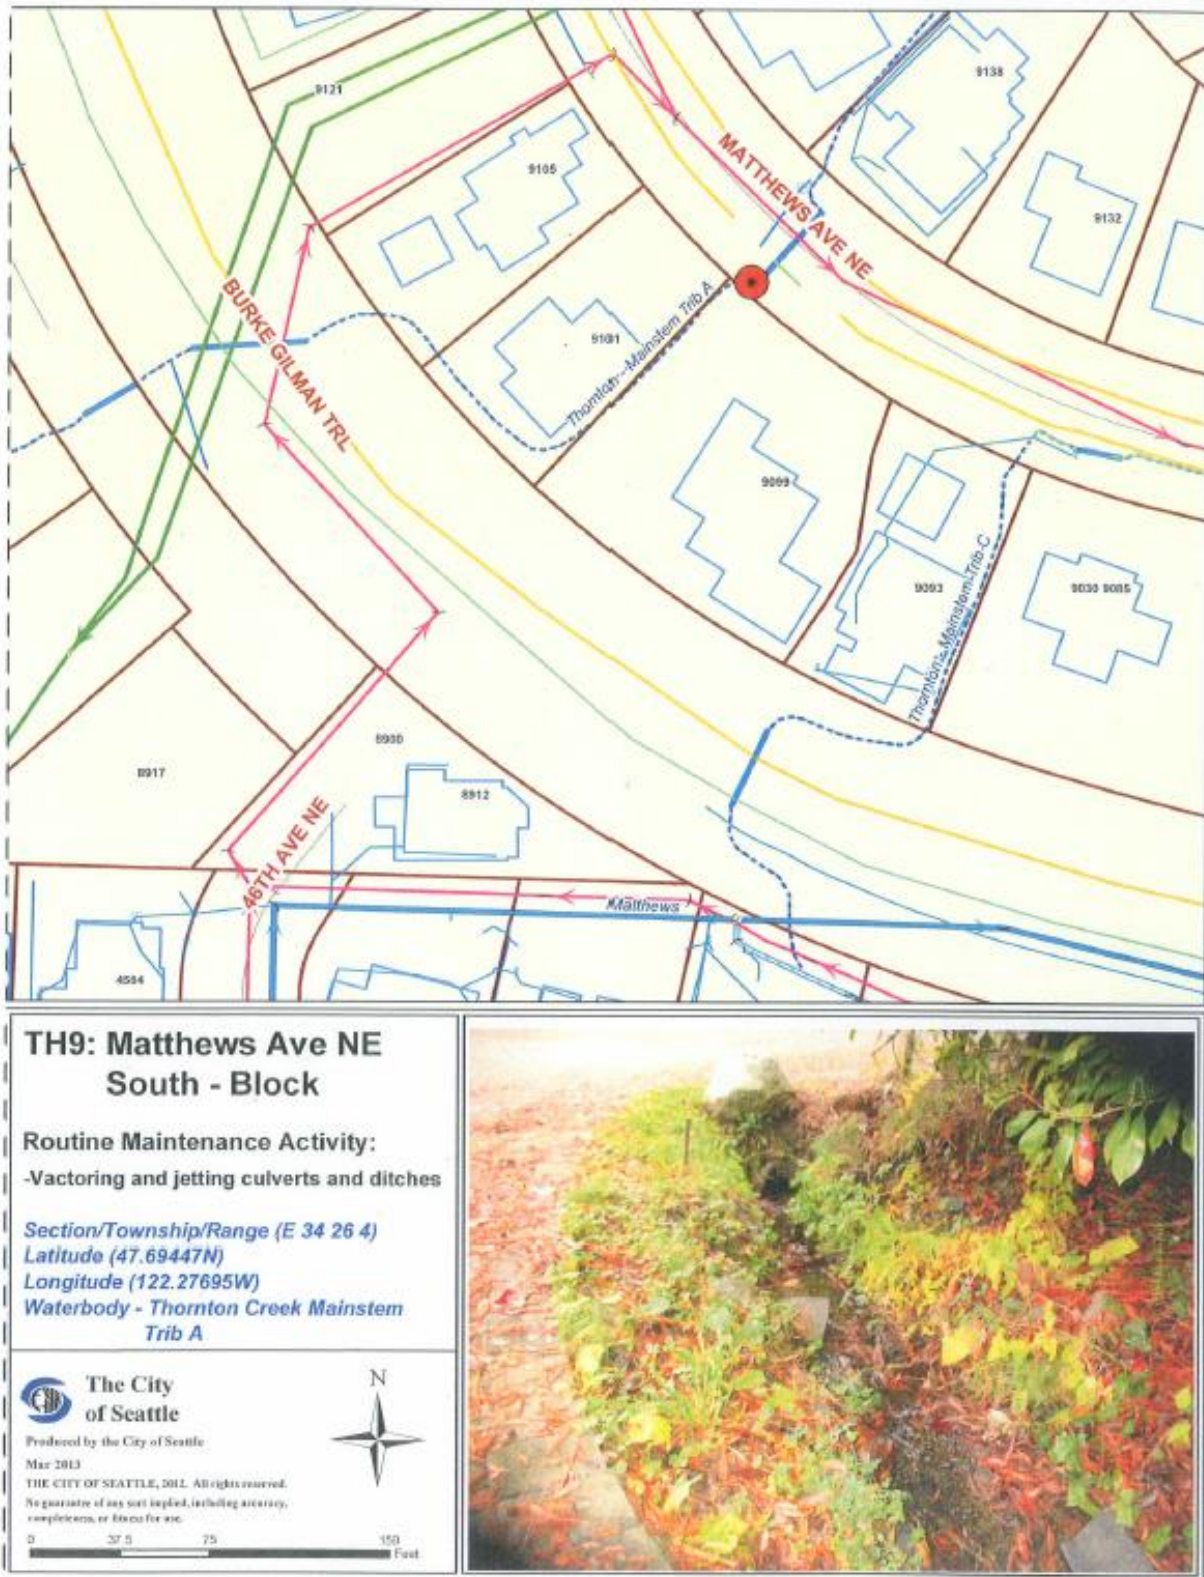 9138
9121
MATTHEWS AVE NE
9105
9132
BURKE GILMAN TRL
Thornton - Mainstem Trib A
9101
9099
Thornton - Mainstem - Trib - C
9093
9030 9085
8900
8917
8912
46TH AVE NE
Matthews
4564
TH9: Matthews Ave NE
South - Block
Routine Maintenance Activity:
-Vactoring and jetting culverts and ditches
Section/Township/Range (E 34 26 4)
Latitude (47.69447N)
Longitude (122.27695W)
Waterbody - Thornton Creek Mainstem
Trib A
The City
of Seattle
N
Produced by the City of Seattle
Mar 2013
THE CITY OF SEATTLE, 2012. All rights reserved.
No guarantee of any sort implied, including accuracy,
completeness, or fitness for use.
0 37.5 75 150
Feet